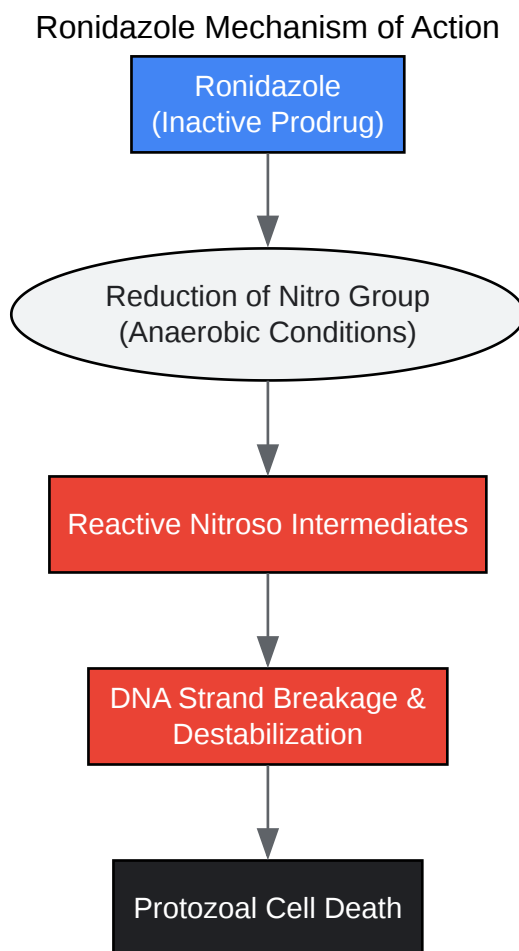 Ronidazole Mechanism of Action
Ronidazole
(Inactive Prodrug)
Reduction of Nitro Group
(Anaerobic Conditions)
Reactive Nitroso Intermediates
DNA Strand Breakage &
Destabilization
Protozoal Cell Death